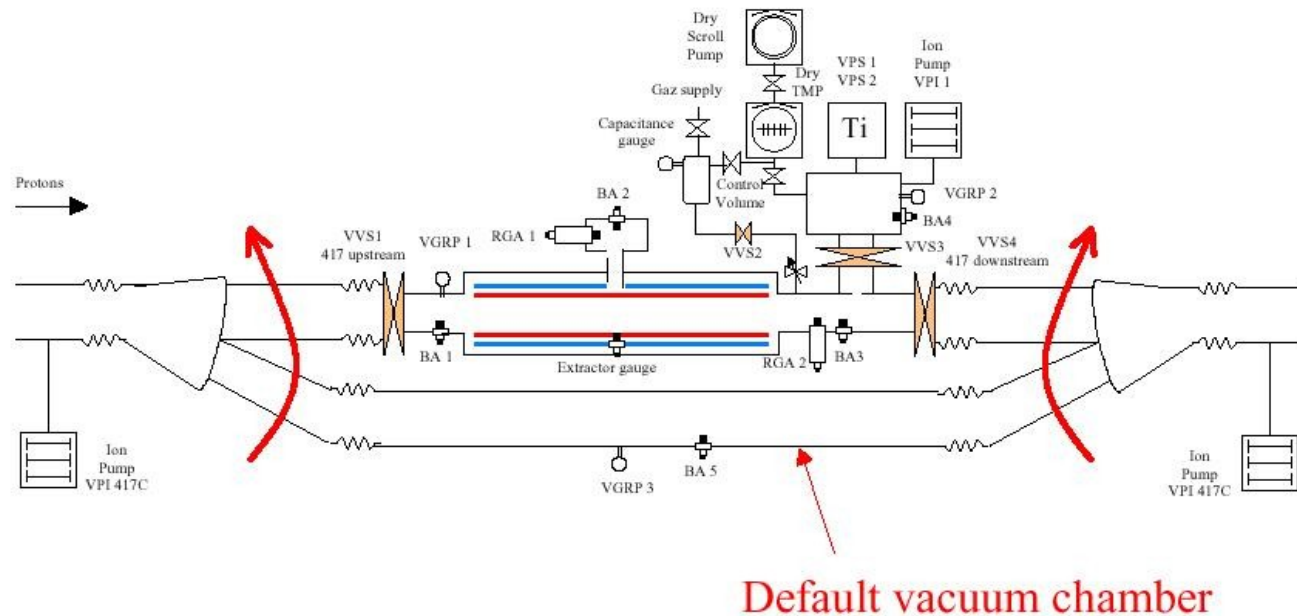 Dry
Scroll
Pump
VPS 1
VPS 2
Ion
Pump
VPI 1
Dry
TMP
Gaz supply
Capacitance
gauge
Ti
Control
Volume
Protons
BA 2
VGRP 2
BA4
RGA 1
VVS1
417 upstream
VGRP 1
VVS2
VVS3
VVS4
417 downstream
BA 1
Extractor gauge
RGA 2
BA3
Ion
Pump
VPI 417C
VGRP 3
BA 5
Ion
Pump
VPI 417C
Default vacuum chamber